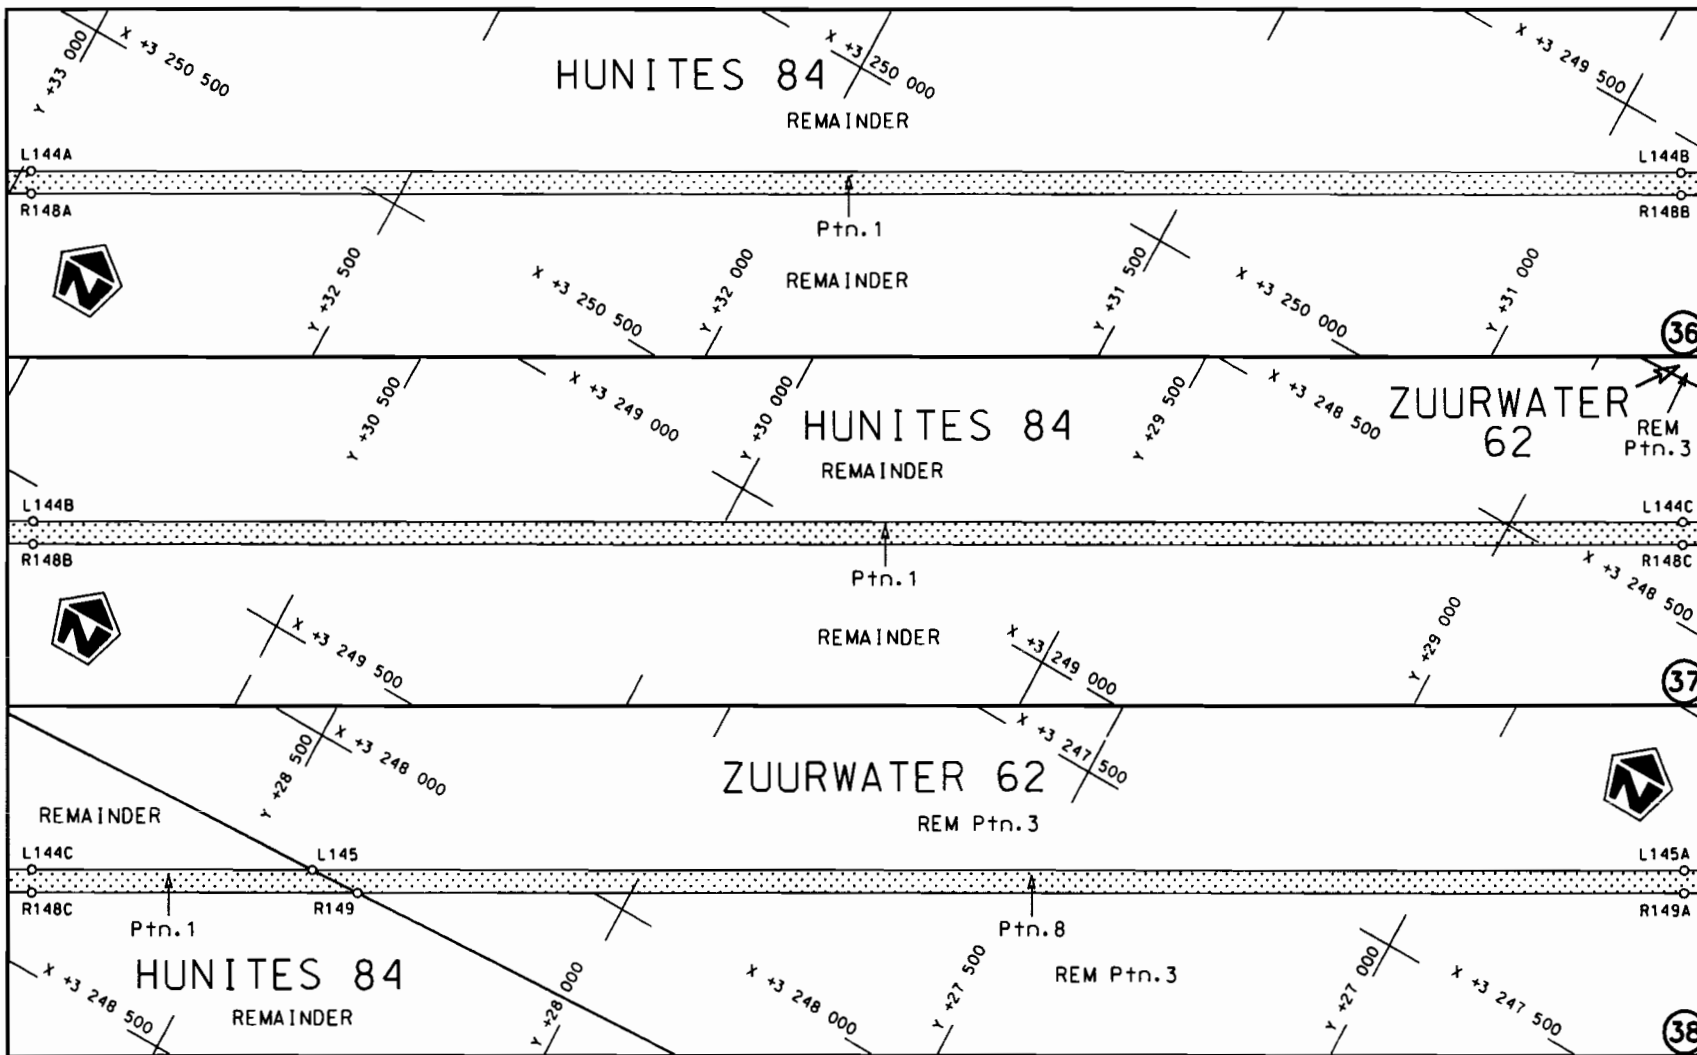 Y +33 000
X +3 250 500
HUNITES 84
X +3 250 000
X +3 249 500
REMAINDER
L144A
L144B
R148A
R148B
Ptn.1
REMAINDER
Y +32 500
X +3 250 500
Y +32 000
Y +31 500
X +3 250 000
Y +31 000
N
36
Y +30 500
X +3 249 000
Y +30 000
HUNITES 84
REMAINDER
Y +29 500
X +3 248 500
ZUURWATER
62
REM
Ptn.3
L144B
L144C
R148B
R148C
Ptn.1
REMAINDER
N
X +3 249 500
X +3 249 000
Y +29 000
X +3 248 500
37
Y +28 500
X +3 248 000
ZUURWATER 62
X +3 247 500
REM Ptn.3
N
REMAINDER
L144C
L145
L145A
R148C
R149
R149A
Ptn.1
Ptn.8
HUNITES 84
REMAINDER
X +3 248 500
Y +28 000
X +3 248 000
Y +27 500
REM Ptn.3
Y +27 000
X +3 247 500
38